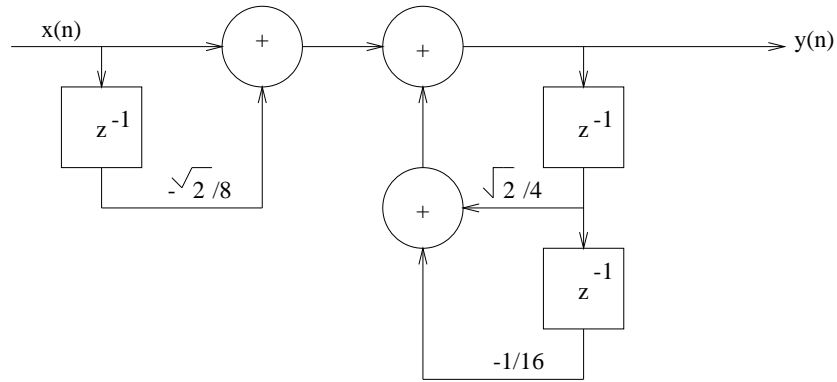 x(n)
+
+
y(n)
z⁻¹
z⁻¹
-√2 /8
+
√2 /4
z⁻¹
-1/16